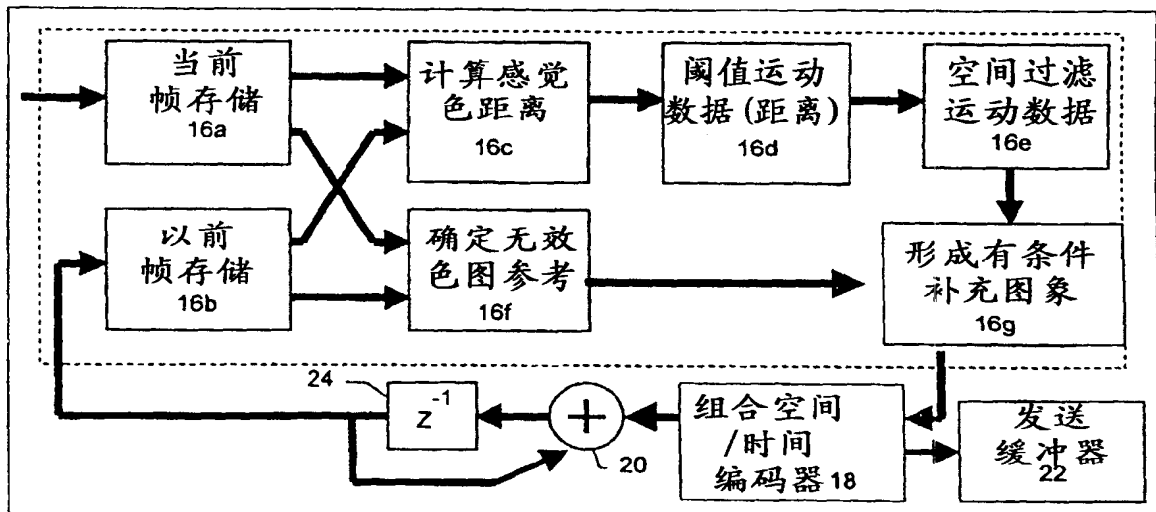 当前
帧存储
16a
计算感觉
色距离
16c
阈值运动
数据(距离)
16d
空间过滤
运动数据
16e
以前
帧存储
16b
确定无效
色图参考
16f
形成有条件
补充图象
16g
24
z⁻¹
+
20
组合空间
/时间
编码器 18
发送
缓冲器
22